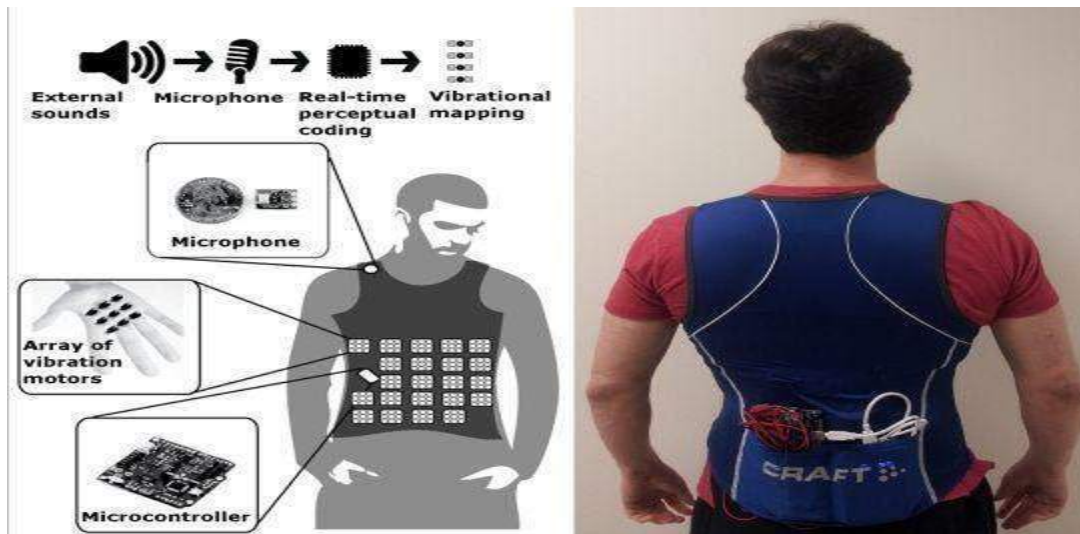 External
sounds
Microphone
Real-time
perceptual
coding
Vibrational
mapping
Microphone
Array of
vibration
motors
Microcontroller
CRAFT